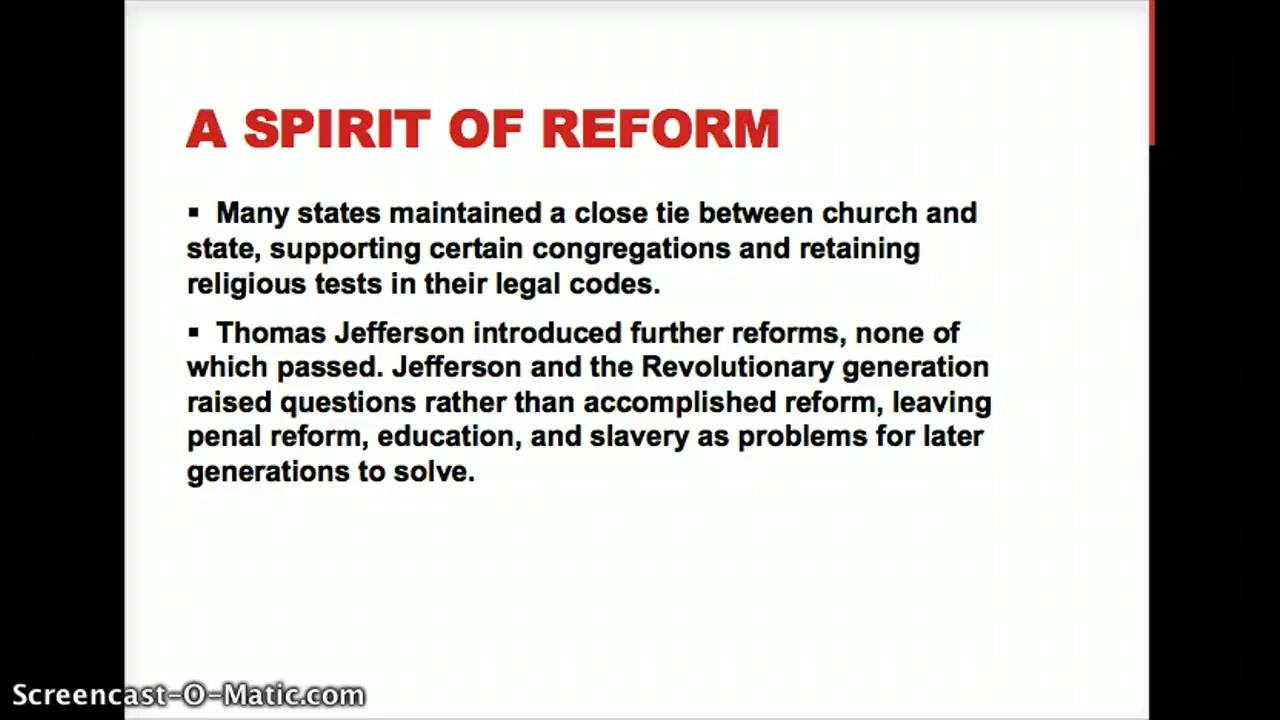 A SPIRIT OF REFORM
▪ Many states maintained a close tie between church and
state, supporting certain congregations and retaining
religious tests in their legal codes.
▪ Thomas Jefferson introduced further reforms, none of
which passed. Jefferson and the Revolutionary generation
raised questions rather than accomplished reform, leaving
penal reform, education, and slavery as problems for later
generations to solve.
Screencast-O-Matic.com